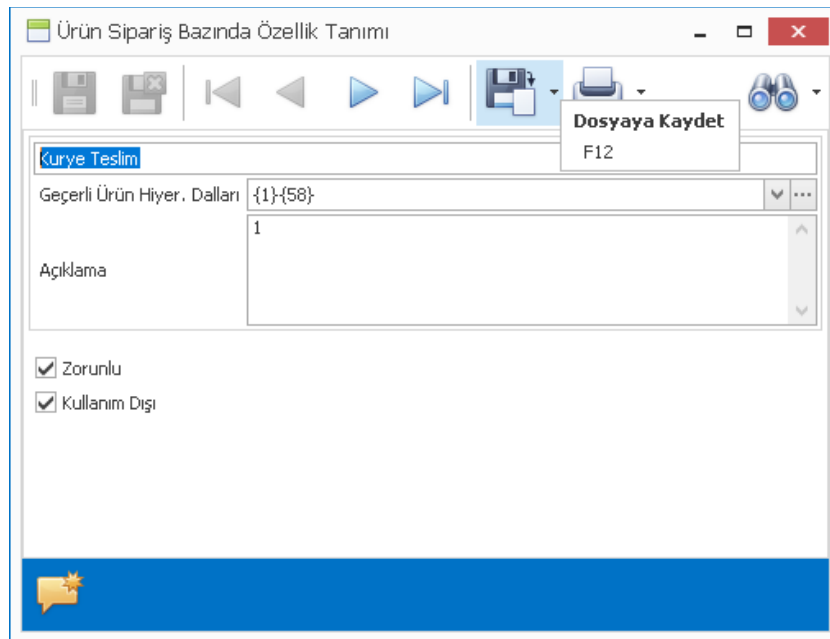 Ürün Sipariş Bazında Özellik Tanımı
Dosyaya Kaydet
F12
Kurye Teslim
Geçerli Ürün Hiyer. Dalları {1}-{58}
Açıklama 1
Zorunlu
Kullanım Dışı